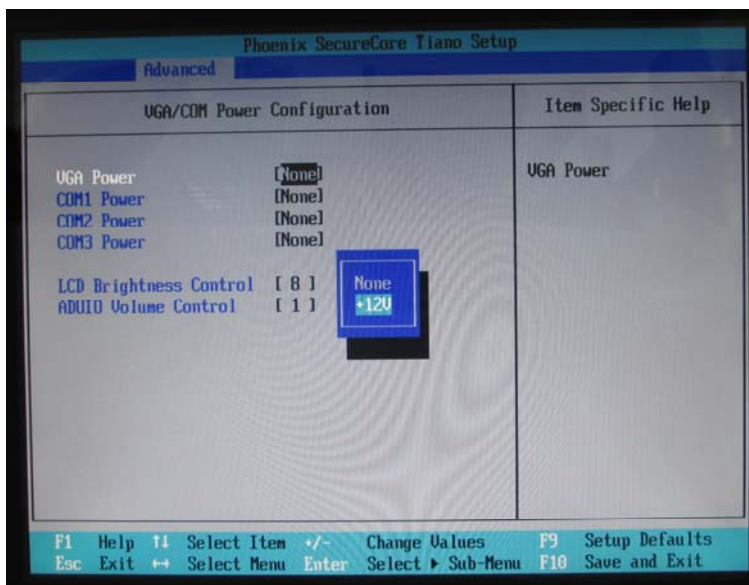 Phoenix SecureCore Tiano Setup
Advanced
VGA/COM Power Configuration
Item Specific Help
VGA Power [None]
COM1 Power [None]
COM2 Power [None]
COM3 Power [None]
LCD Brightness Control [ 8 ]
ADUIO Volume Control [ 1 ]
None
+12V
VGA Power
F1 Help ↑↓ Select Item +/- Change Values F9 Setup Defaults
Esc Exit ↔ Select Menu Enter Select ▶ Sub-Menu F10 Save and Exit